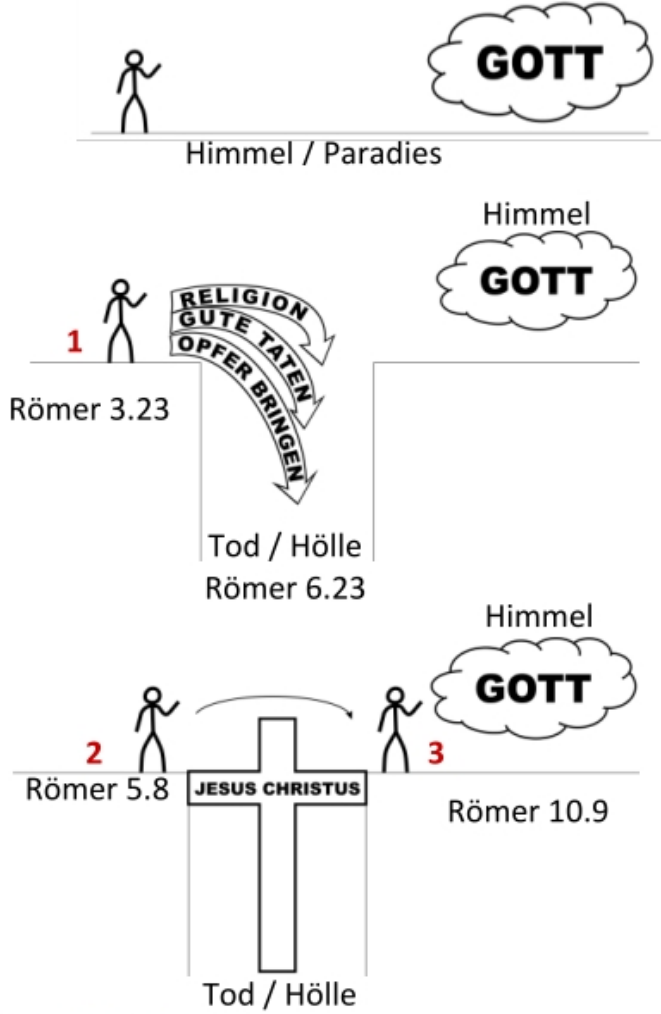 GOTT
Himmel / Paradies
Himmel
GOTT
RELIGION
GUTE TATEN
OPFER BRINGEN
1
Römer 3.23
Tod / Hölle
Römer 6.23
Himmel
GOTT
2
3
Römer 5.8
JESUS CHRISTUS
Römer 10.9
Tod / Hölle